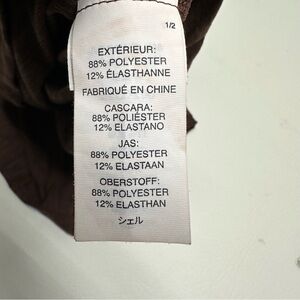 1/2
EXTÉRIEUR:
88% POLYESTER
12% ÉLASTHANNE
FABRIQUÉ EN CHINE
CASCARA:
88% POLIÉSTER
12% ELASTANO
JAS:
88% POLYESTER
12% ELASTAAN
OBERSTOFF:
88% POLYESTER
12% ELASTHAN
シェル